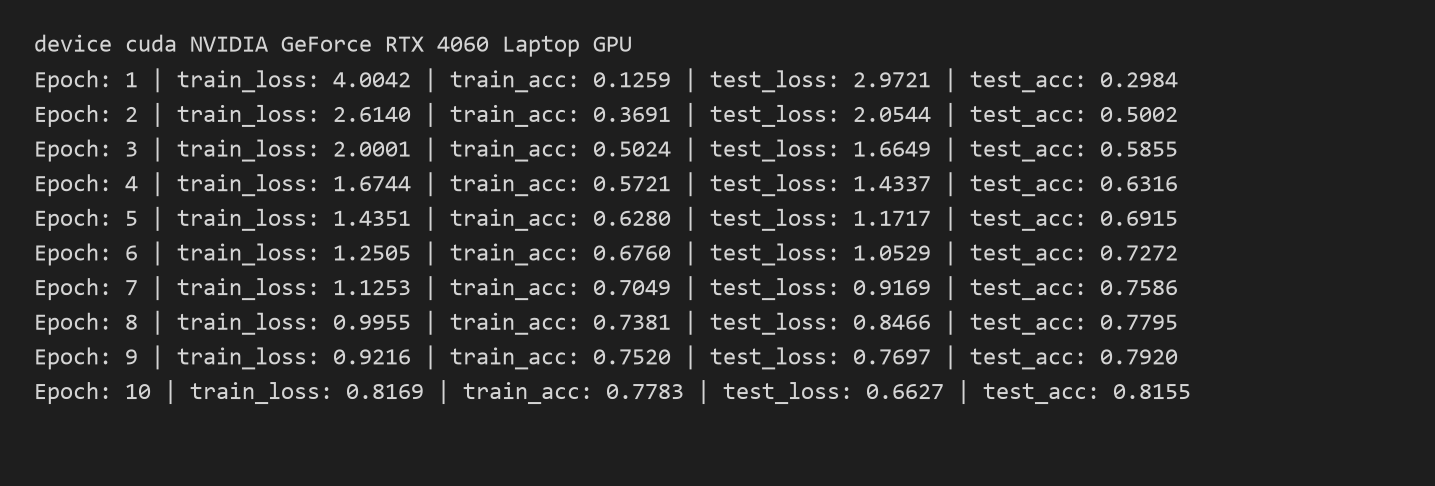 device cuda NVIDIA GeForce RTX 4060 Laptop GPU
Epoch: 1 | train_loss: 4.0042 | train_acc: 0.1259 | test_loss: 2.9721 | test_acc: 0.2984
Epoch: 2 | train_loss: 2.6140 | train_acc: 0.3691 | test_loss: 2.0544 | test_acc: 0.5002
Epoch: 3 | train_loss: 2.0001 | train_acc: 0.5024 | test_loss: 1.6649 | test_acc: 0.5855
Epoch: 4 | train_loss: 1.6744 | train_acc: 0.5721 | test_loss: 1.4337 | test_acc: 0.6316
Epoch: 5 | train_loss: 1.4351 | train_acc: 0.6280 | test_loss: 1.1717 | test_acc: 0.6915
Epoch: 6 | train_loss: 1.2505 | train_acc: 0.6760 | test_loss: 1.0529 | test_acc: 0.7272
Epoch: 7 | train_loss: 1.1253 | train_acc: 0.7049 | test_loss: 0.9169 | test_acc: 0.7586
Epoch: 8 | train_loss: 0.9955 | train_acc: 0.7381 | test_loss: 0.8466 | test_acc: 0.7795
Epoch: 9 | train_loss: 0.9216 | train_acc: 0.7520 | test_loss: 0.7697 | test_acc: 0.7920
Epoch: 10 | train_loss: 0.8169 | train_acc: 0.7783 | test_loss: 0.6627 | test_acc: 0.8155